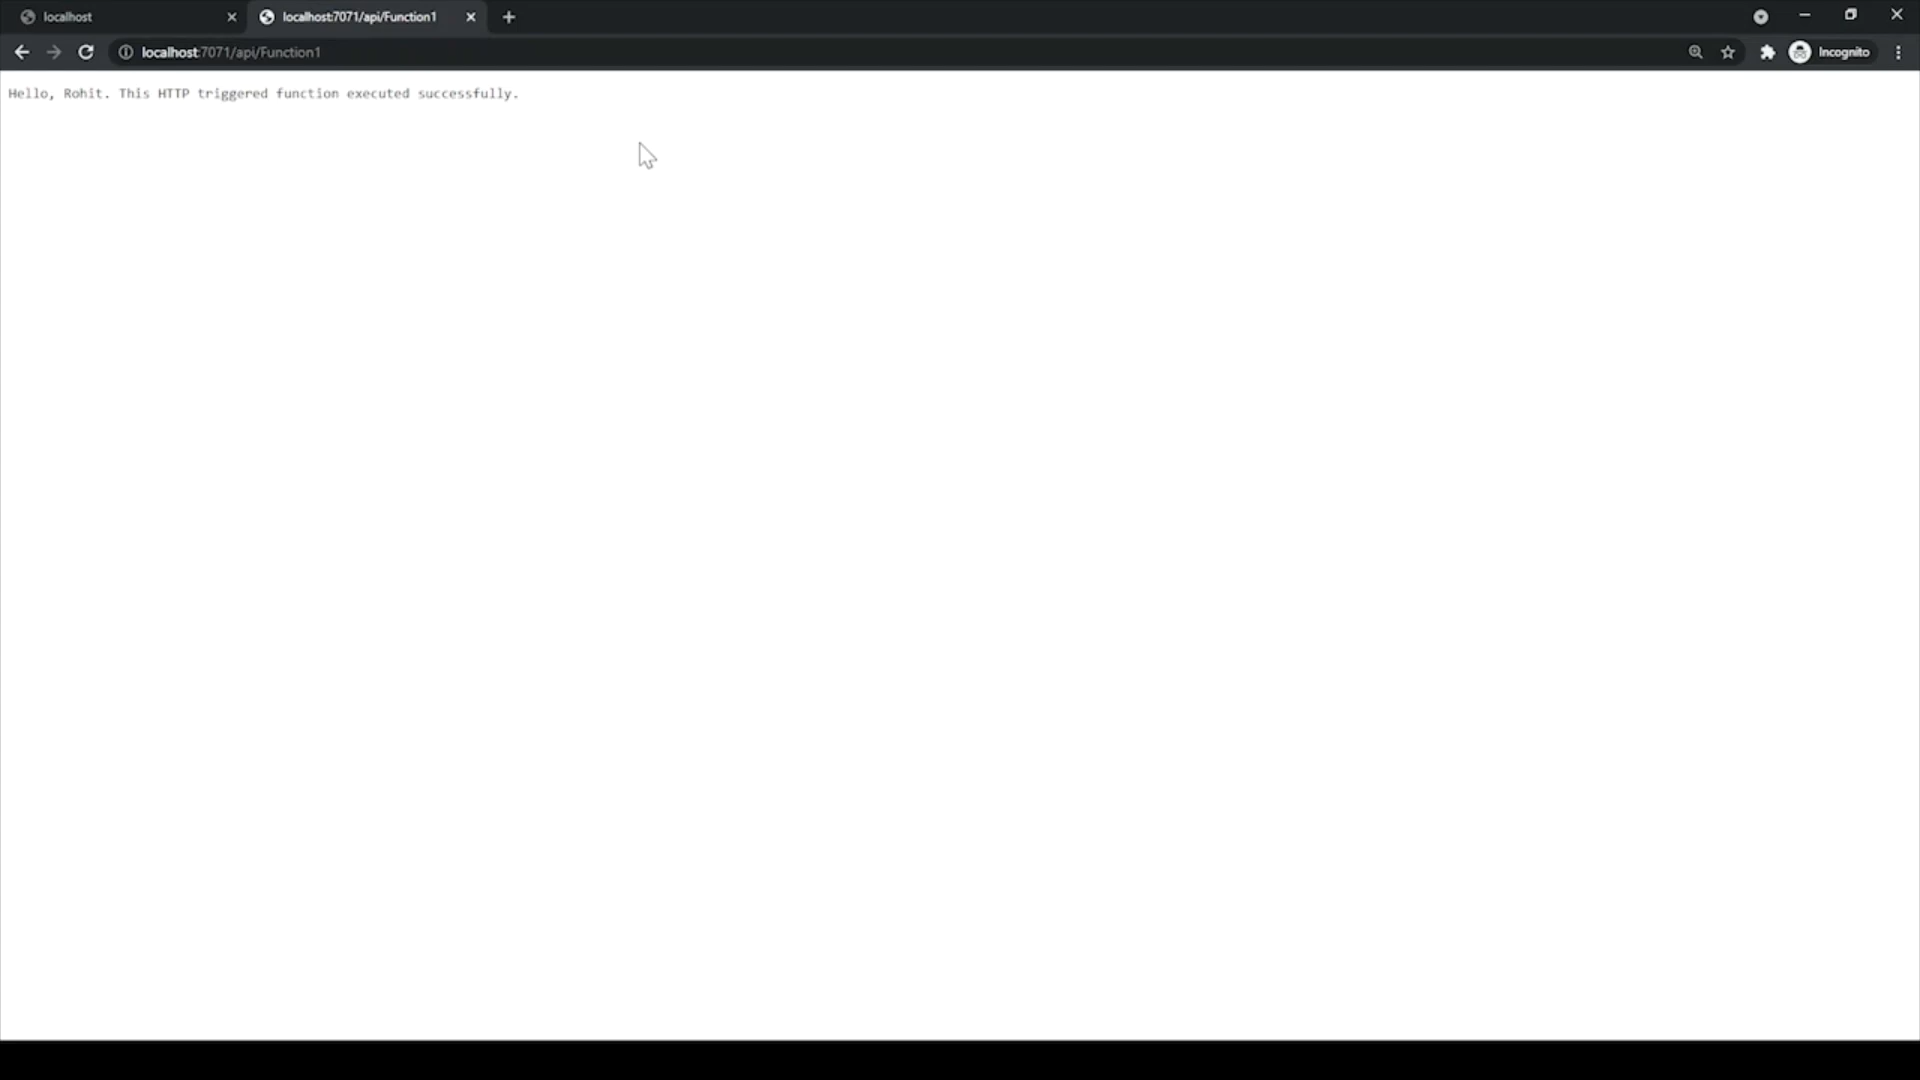 localhost
localhost:7071/api/Function1
localhost:7071/api/Function1
Incognito
Hello, Rohit. This HTTP triggered function executed successfully.